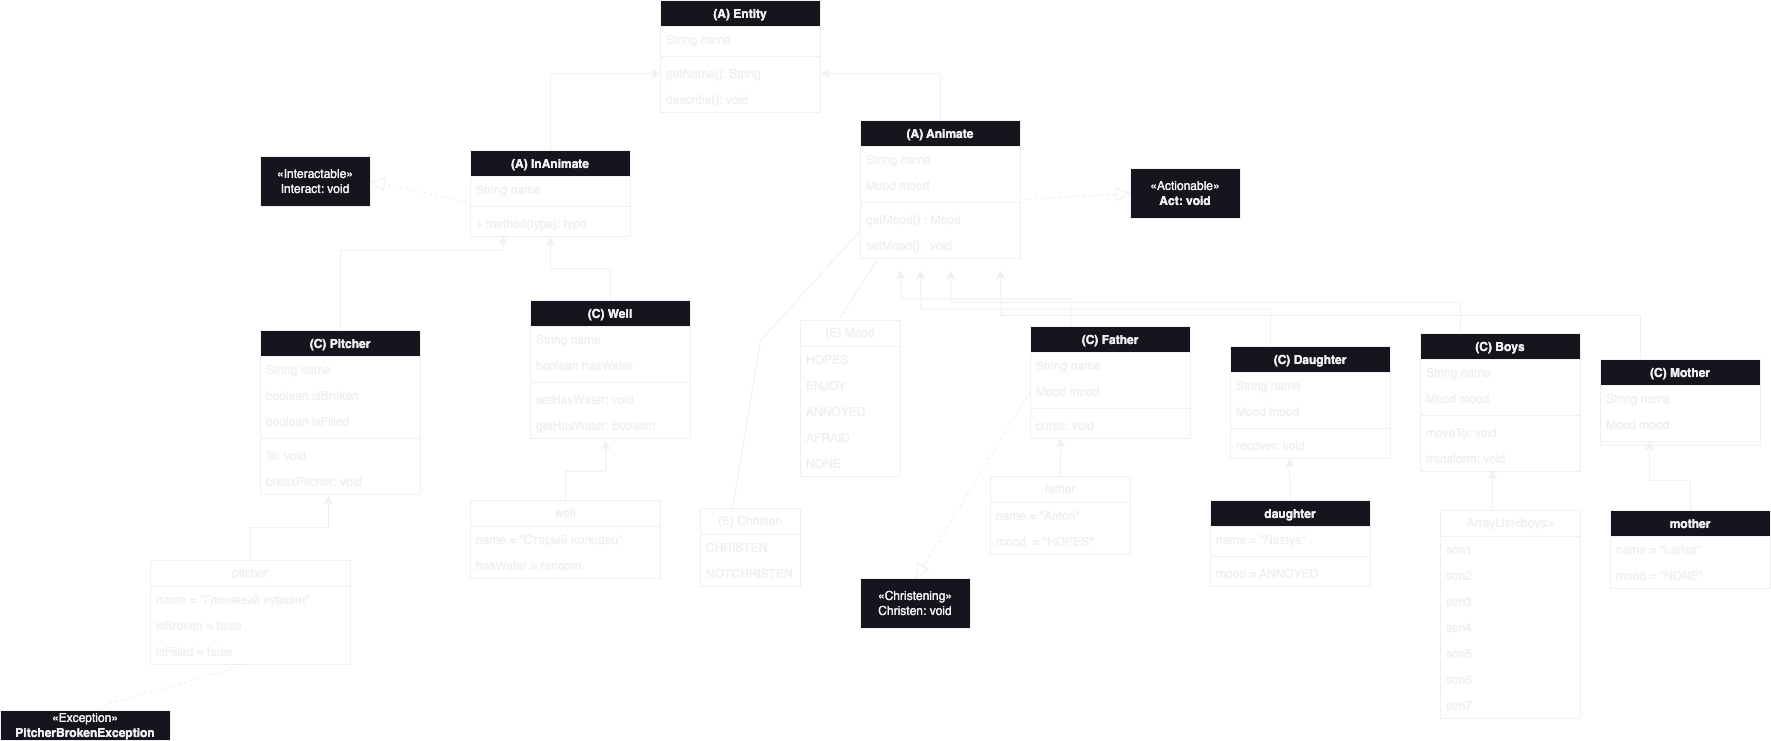 (A) Entity
String name
getName(): String
describe(): void
(A) Animate
String name
Mood mood
getMood() : Mood
setMood() : void
(A) InAnimate
String name
+ method(type): type
«Interactable»
Interact: void
«Actionable»
Act: void
(C) Well
String name
boolean hasWater
setHasWater: void
getHasWater: boolean
(C) Pitcher
String name
boolean isBroken
boolean isFilled
fill: void
breakPitcher: void
(E) Mood
HOPES
ENJOY
ANNOYED
AFRAID
NONE
(C) Father
String name
Mood mood
curse: void
(C) Daughter
String name
Mood mood
recover: void
(C) Boys
String name
Mood mood
moveTo: void
transform: void
(C) Mother
String name
Mood mood
father
name = "Anton"
mood = "HOPES"
well
name = "Старый колодец"
hasWater = random
(E) Christen
CHRISTEN
NOTCHRISTEN
daughter
name = "Nastya"
mood = ANNOYED
ArrayList<boys>
son1
son2
son3
son4
son5
son6
son7
mother
name = "Larisa"
mood = "NONE"
pitcher
name = "Глиняный кувшин"
isBroken = false
isFilled = false
«Christening»
Christen: void
«Exception»
PitcherBrokenException